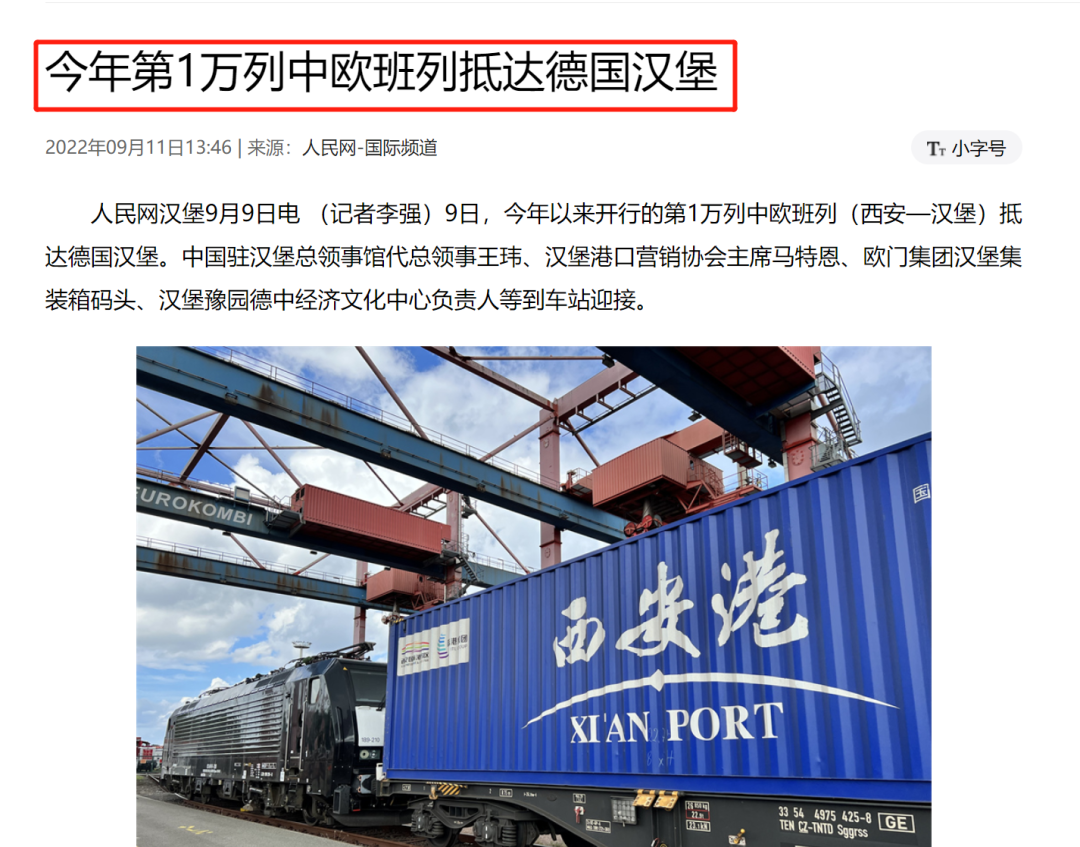 今年第1万列中欧班列抵达德国汉堡
2022年09月11日13:46 | 来源：人民网-国际频道
TT 小字号
人民网汉堡9月9日电 （记者李强）9日，今年以来开行的第1万列中欧班列（西安—汉堡）抵
达德国汉堡。中国驻汉堡总领事馆代总领事王玮、汉堡港口营销协会主席马特恩、欧门集团汉堡集
装箱码头、汉堡豫园德中经济文化中心负责人等到车站迎接。
EUROKOMBI
国
西安港
XI'AN PORT
189-210
33 54 4975 425-8
TEN CZ-TNTD Sggrss
GE